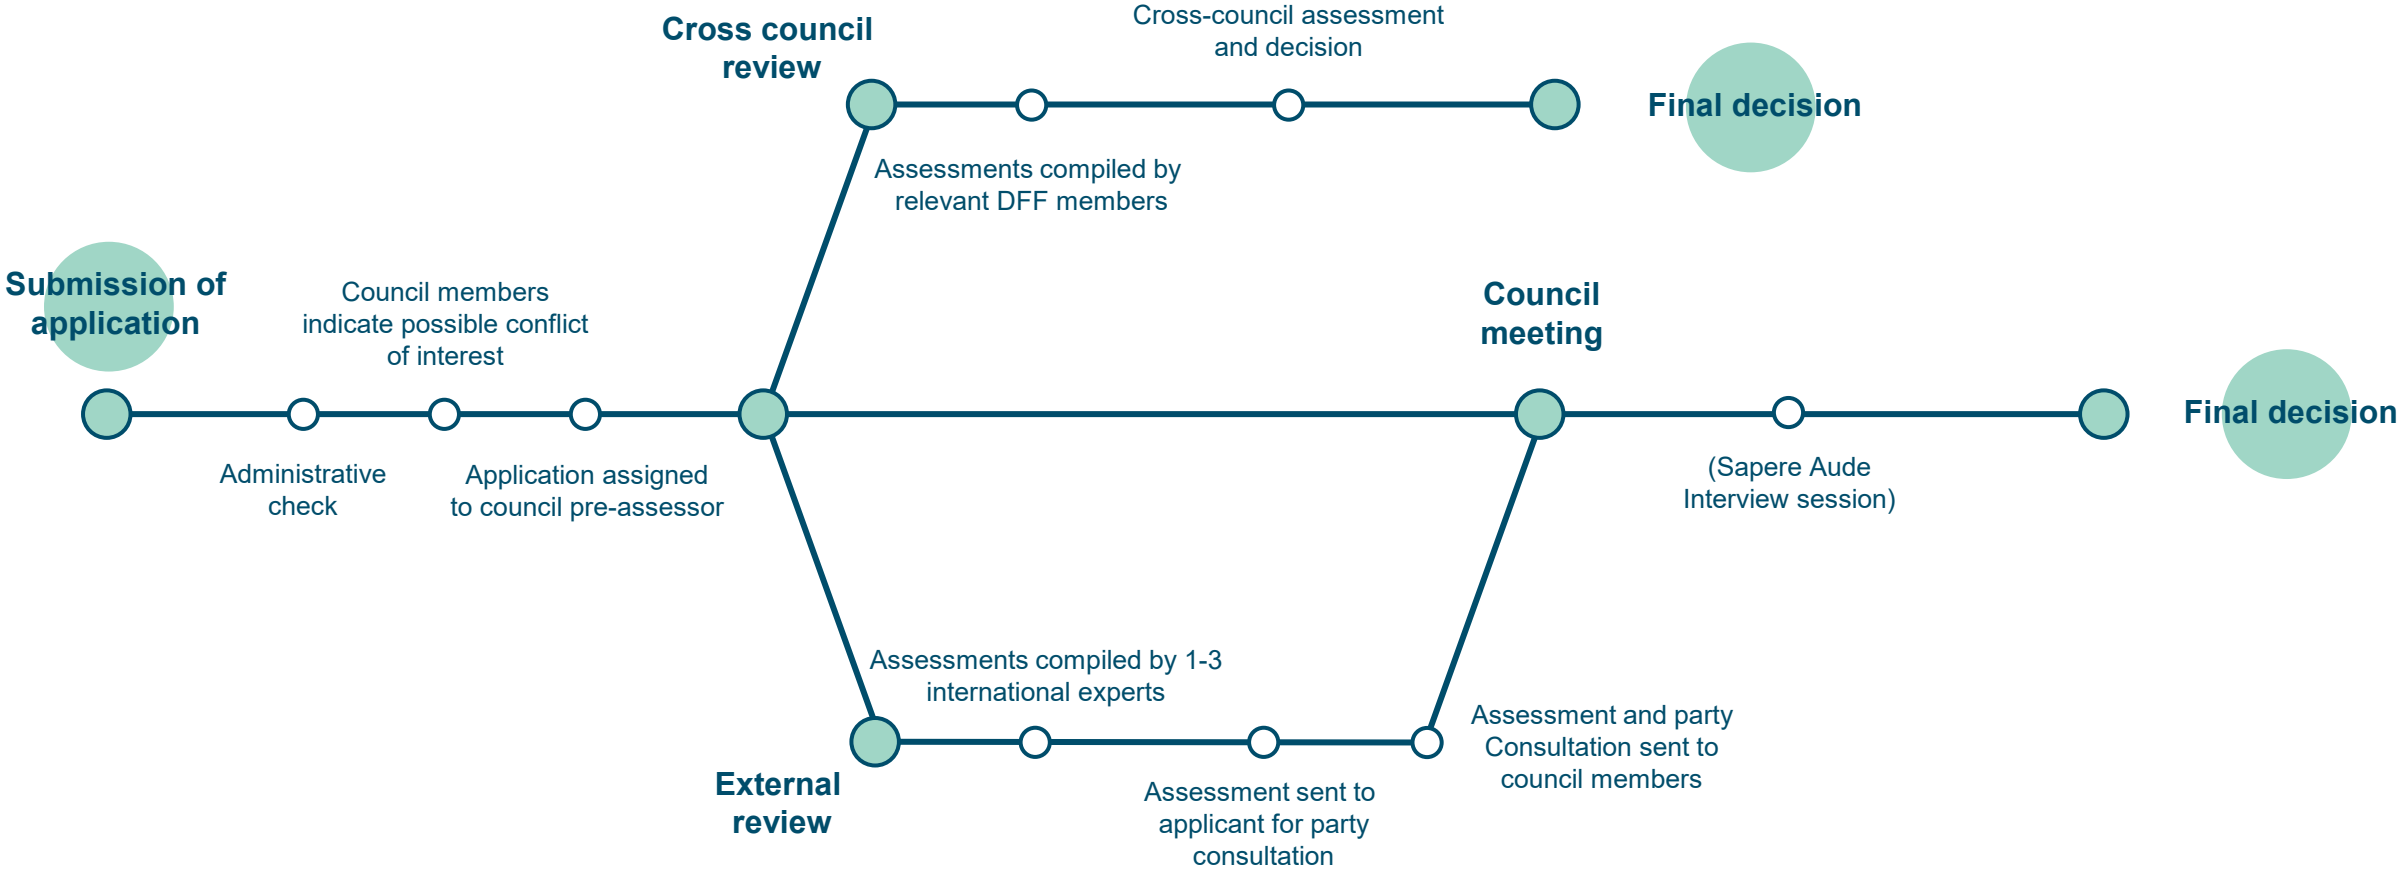 Cross council
review
Cross-council assessment
and decision
Final decision
Assessments compiled by
relevant DFF members
Submission of
application
Council members
indicate possible conflict
of interest
Council
meeting
Final decision
Administrative
check
Application assigned
to council pre-assessor
(Sapere Aude
Interview session)
Assessments compiled by 1-3
international experts
Assessment and party
Consultation sent to
council members
External
review
Assessment sent to
applicant for party
consultation